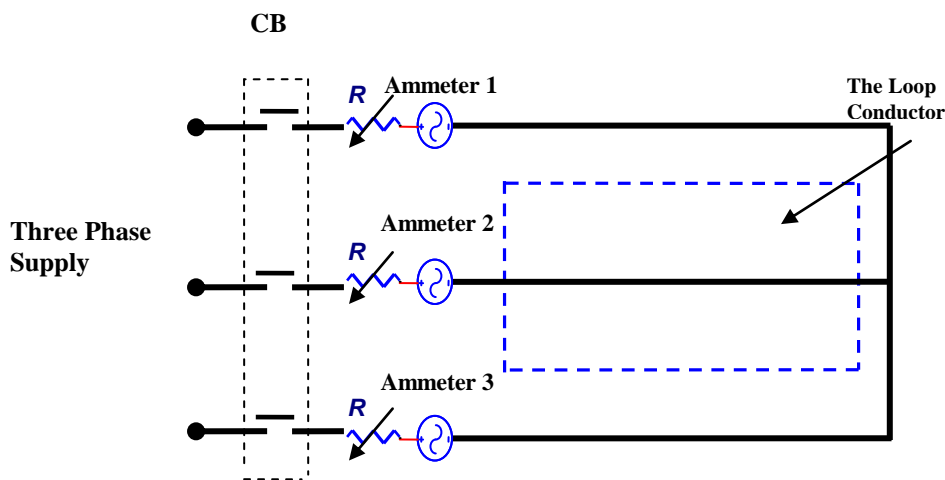 CB
R
Ammeter 1
The Loop
Conductor
R
Ammeter 2
Three Phase
Supply
R
Ammeter 3